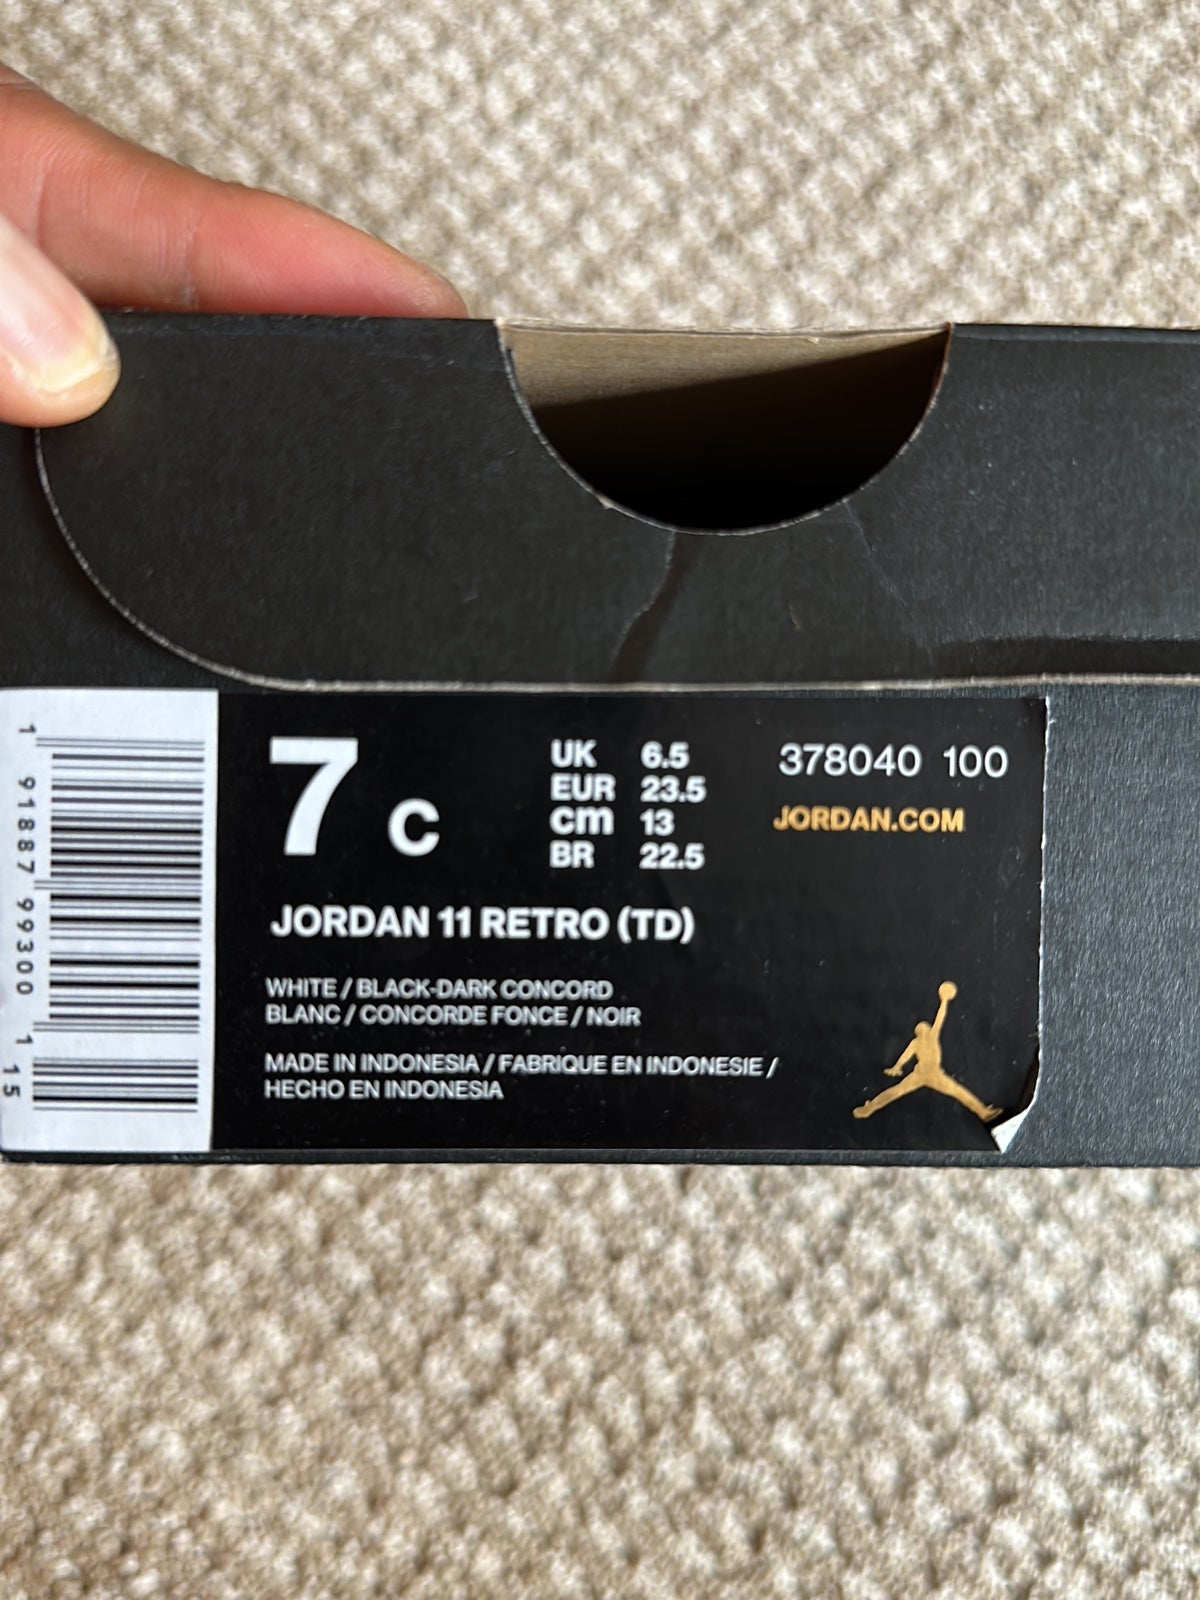 7 C
UK 6.5
EUR 23.5
cm 13
BR 22.5
378040 100
JORDAN.COM
JORDAN 11 RETRO (TD)
WHITE / BLACK-DARK CONCORD
BLANC / CONCORDE FONCE / NOIR
MADE IN INDONESIA / FABRIQUE EN INDONESIE /
HECHO EN INDONESIA
1 91887 99300 1 15